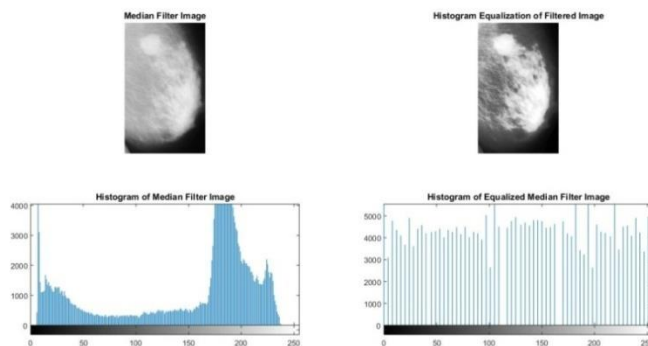 Median Filter Image
Histogram Equalization of Filtered Image
Histogram of Median Filter Image
4000
3000
2000
1000
0
0 50 100 150 200 250
Histogram of Equalized Median Filter Image
5000
4000
3000
2000
1000
0
0 50 100 150 200 250